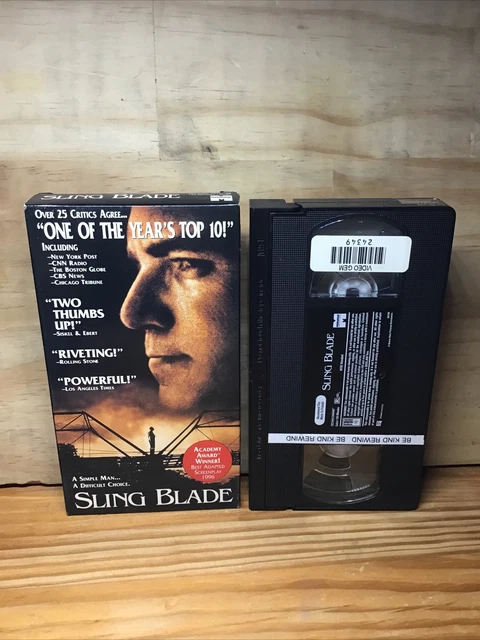 SLING BLADE
OVER 25 CRITICS AGREE...
"ONE OF THE YEAR'S TOP 10!"
INCLUDING
–NEW YORK POST
–CNN RADIO
–THE BOSTON GLOBE
–CBS NEWS
–CHICAGO TRIBUNE
"TWO
THUMBS
UP!"
–SISKEL & EBERT
"RIVETING!"
–ROLLING STONE
"POWERFUL!"
–LOS ANGELES TIMES
ACADEMY
AWARD
WINNER!
BEST ADAPTED
SCREENPLAY
1996
A SIMPLE MAN...
A DIFFICULT CHOICE.
SLING BLADE
VIDEO GEM
24349
SLING BLADE
BE KIND REWIND BE KIND REWIND